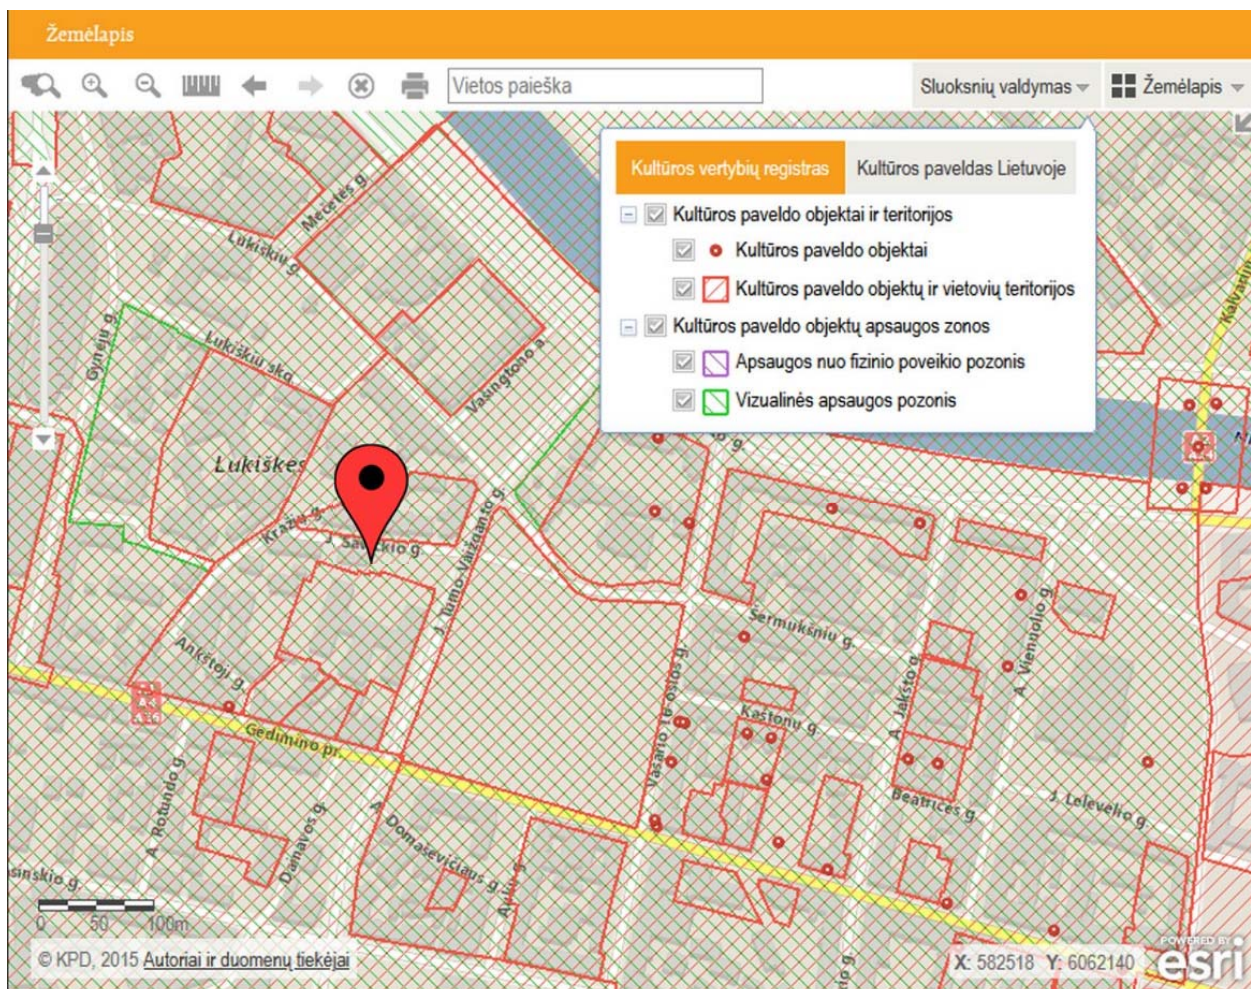 Žemėlapis
Vietos paieška
Sluoksnių valdymas
Žemėlapis
Kultūros vertybių registras
Kultūros paveldas Lietuvoje
Kultūros paveldo objektai ir teritorijos
Kultūros paveldo objektai
Kultūros paveldo objektų ir vietovių teritorijos
Kultūros paveldo objektų apsaugos zonos
Apsaugos nuo fizinio poveikio pozonis
Vizualinės apsaugos pozonis
Mečetės g.
Lukiškių g.
Gynėjų g.
Lukiškių skg.
Vašingtono a.
Lukiškės
Kražių g.
J. Savickio g.
J. Tumo-Vaižganto g.
Ankštoji g.
Gedimino pr.
A. Rotundo g.
Dainavos g.
A. Domaševičiaus g.
Aukų g.
Vasario 16-osios g.
Šermukšnių g.
Kaštonų g.
A. Jakšto g.
A. Vienuolio g.
Beatričės g.
J. Lelevelio g.
0 50 100m
© KPD, 2015 Autoriai ir duomenų tiekėjai
X: 582518 Y: 6062140
POWERED BY
esri